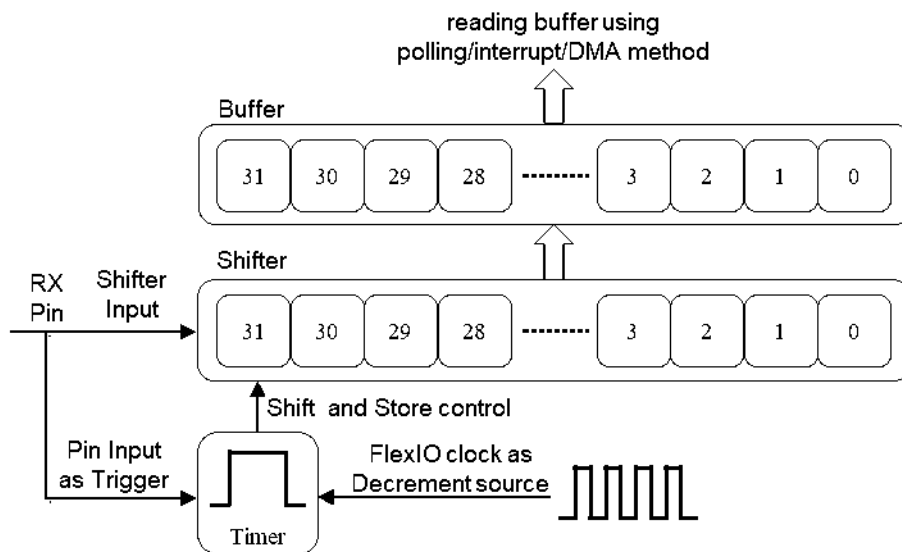 reading buffer using
polling/interrupt/DMA method
Buffer
31 30 29 28 3 2 1 0
Shifter
RX
Pin
Shifter
Input
31 30 29 28 3 2 1 0
Shift and Store control
Pin Input
as Trigger
FlexIO clock as
Decrement source
Timer